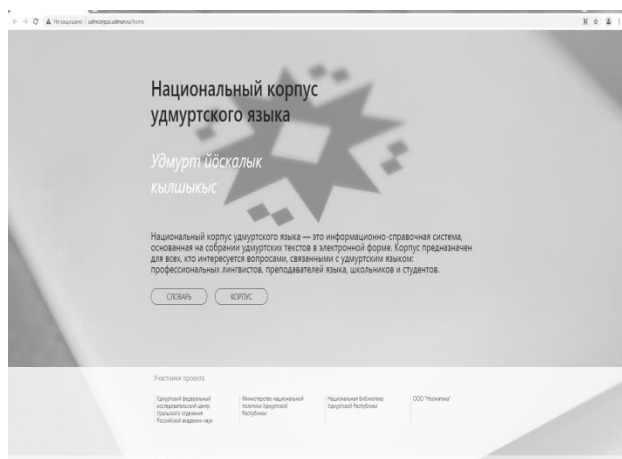 Не защищено | udmcorpus.udman.ru/home
Национальный корпус
удмуртского языка
Удмурт йöскалык
кылшыкыс
Национальный корпус удмуртского языка — это информационно-справочная система,
основанная на собрании удмуртских текстов в электронной форме. Корпус предназначен
для всех, кто интересуется вопросами, связанными с удмуртским языком:
профессиональных лингвистов, преподавателей языка, школьников и студентов.
СЛОВАРЬ КОРПУС
Участники проекта
Удмуртский федеральный
исследовательский центр
Уральского отделения
Российской академии наук
Министерство национальной
политики Удмуртской
Республики
Национальная библиотека
Удмуртской Республики
ООО